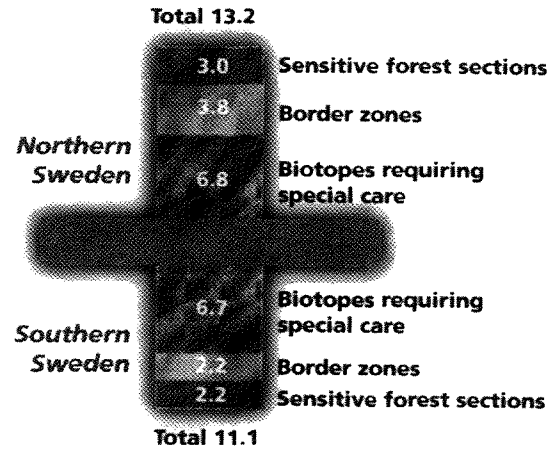 Total 13.2
3.0 Sensitive forest sections
3.8 Border zones
Northern
Sweden
6.8 Biotopes requiring
special care
6.7 Biotopes requiring
special care
Southern
Sweden
2.2 Border zones
2.2 Sensitive forest sections
Total 11.1